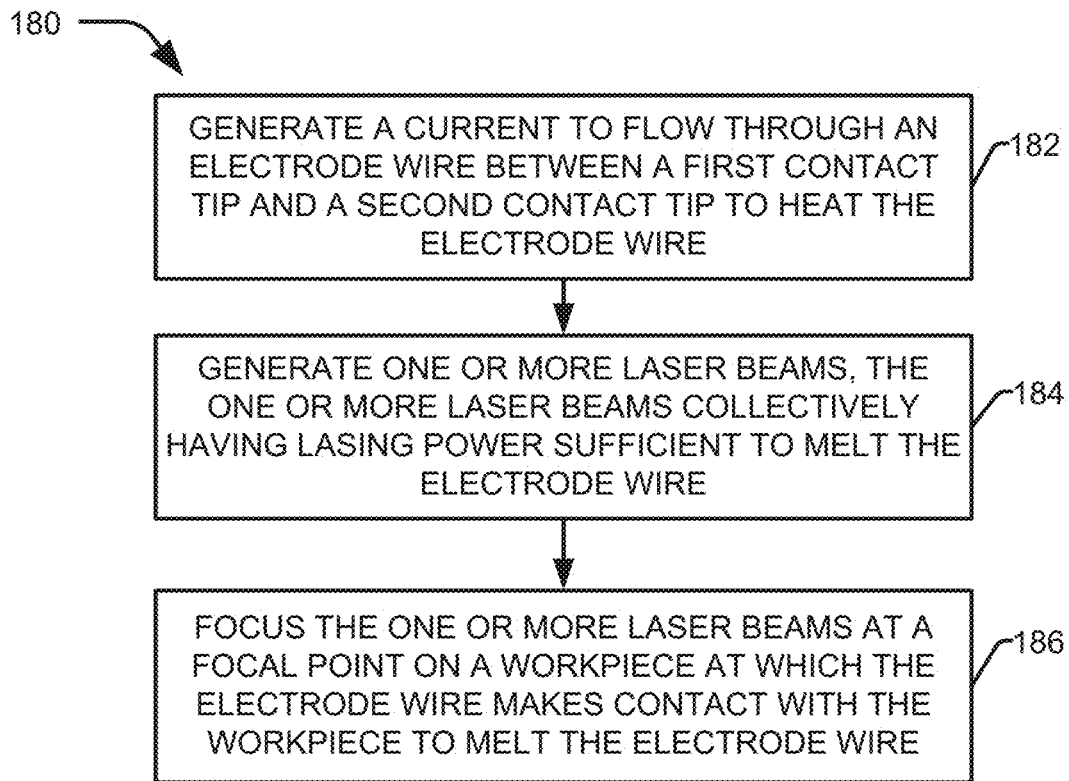 180
GENERATE A CURRENT TO FLOW THROUGH AN
ELECTRODE WIRE BETWEEN A FIRST CONTACT
TIP AND A SECOND CONTACT TIP TO HEAT THE
ELECTRODE WIRE
182
GENERATE ONE OR MORE LASER BEAMS, THE
ONE OR MORE LASER BEAMS COLLECTIVELY
HAVING LASING POWER SUFFICIENT TO MELT THE
ELECTRODE WIRE
184
FOCUS THE ONE OR MORE LASER BEAMS AT A
FOCAL POINT ON A WORKPIECE AT WHICH THE
ELECTRODE WIRE MAKES CONTACT WITH THE
WORKPIECE TO MELT THE ELECTRODE WIRE
186